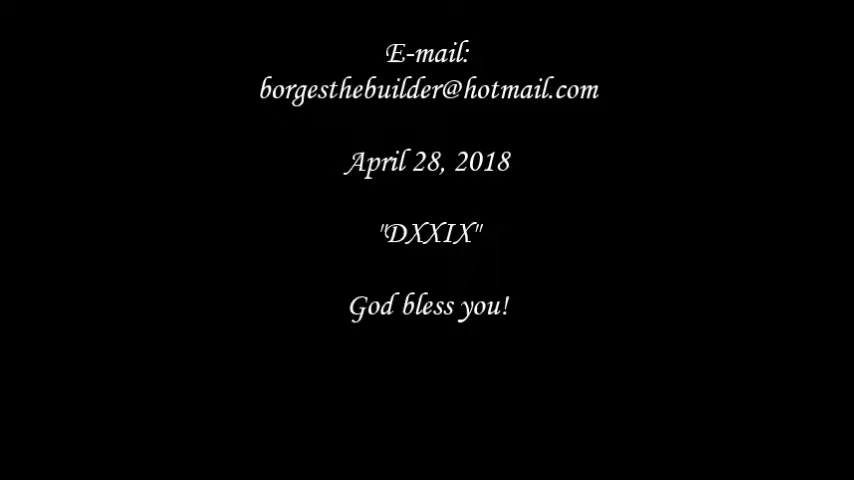 E-mail:
borgesthebuilder@hotmail.com
April 28, 2018
"DXXIX"
God bless you!